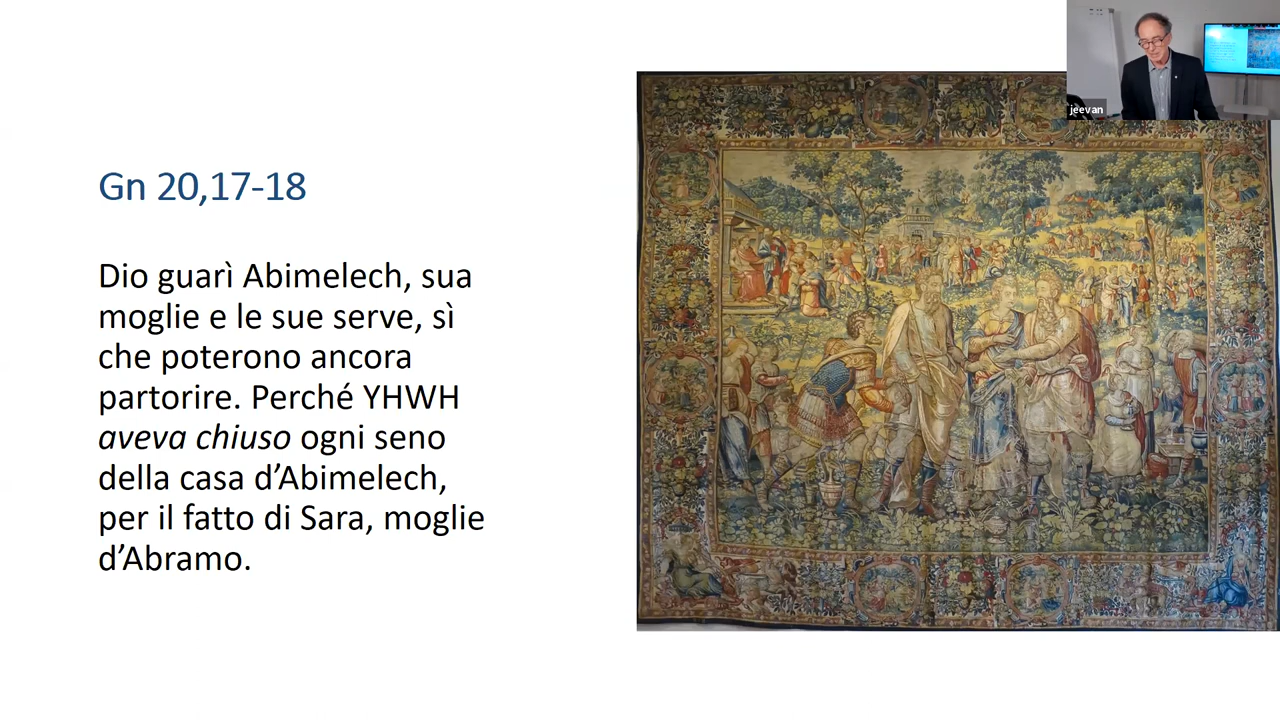 Gn 20,17-18
Dio guarì Abimelech, sua
moglie e le sue serve, sì
che poterono ancora
partorire. Perché YHWH
aveva chiuso ogni seno
della casa d’Abimelech,
per il fatto di Sara, moglie
d’Abramo.
jeevan